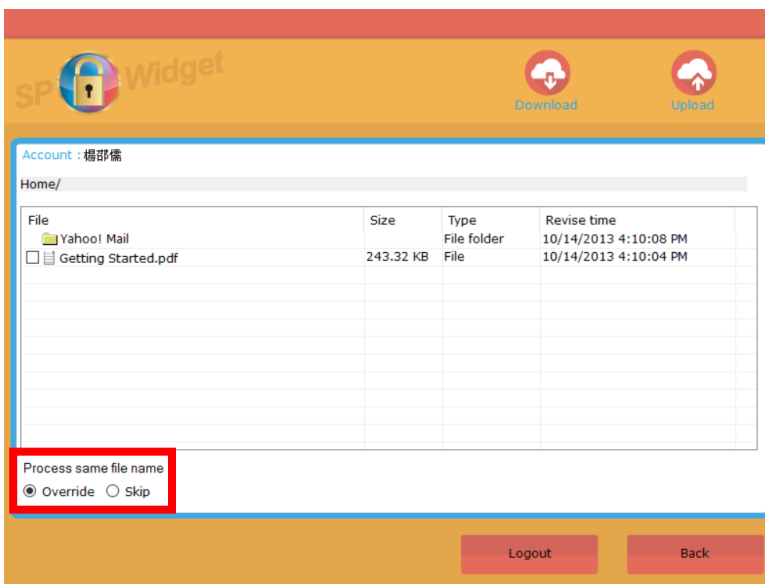 SP Widget
Download Upload
Account : 楊邵儒
Home/
File Size Type Revise time
Yahoo! Mail File folder 10/14/2013 4:10:08 PM
Getting Started.pdf 243.32 KB File 10/14/2013 4:10:04 PM
Process same file name
Override Skip
Logout Back